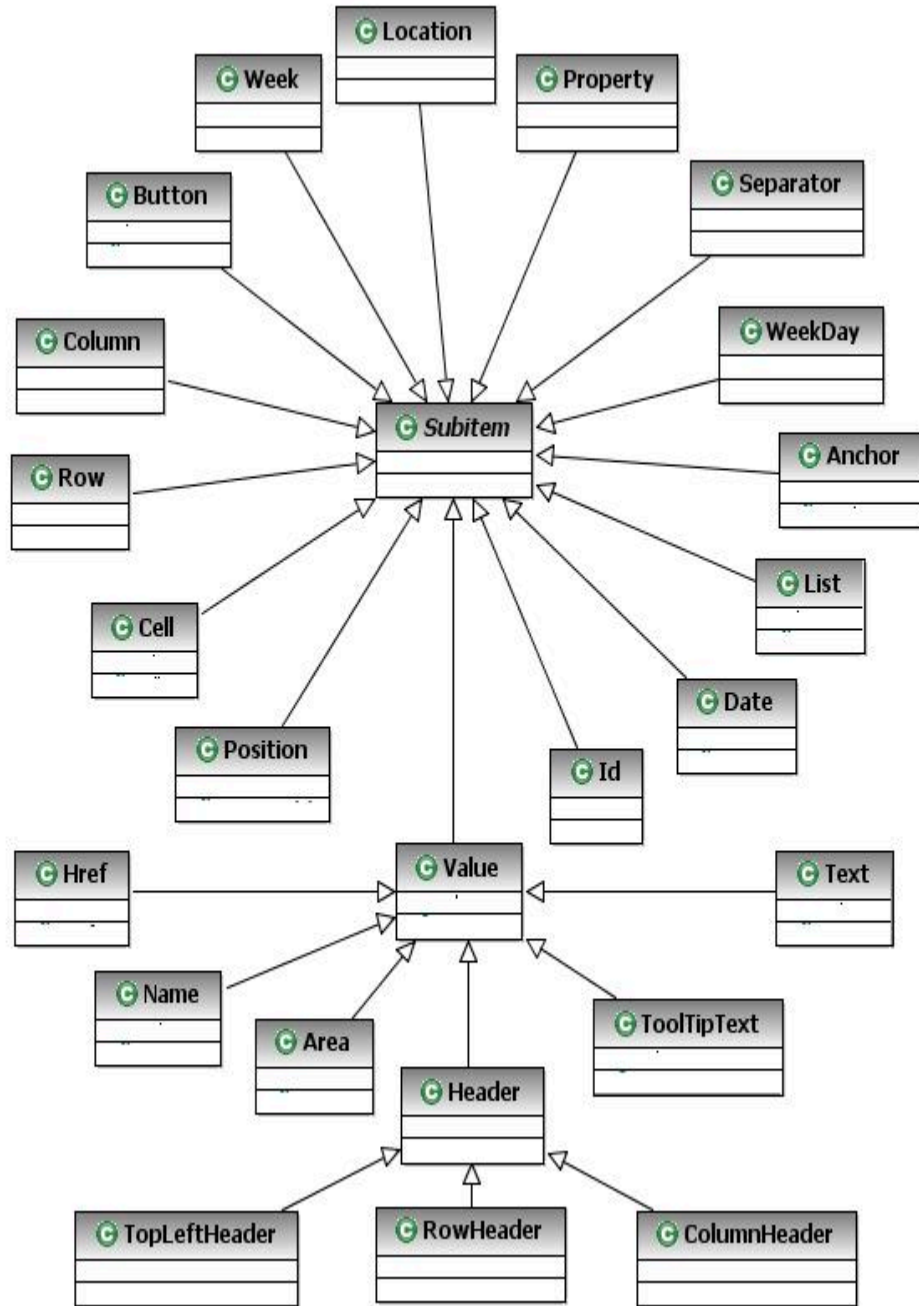 Location
Week
Property
Button
Separator
Column
WeekDay
Subitem
Row
Anchor
Cell
List
Position
Date
Id
Href
Value
Text
Name
Area
ToolTipText
Header
TopLeftHeader
RowHeader
ColumnHeader